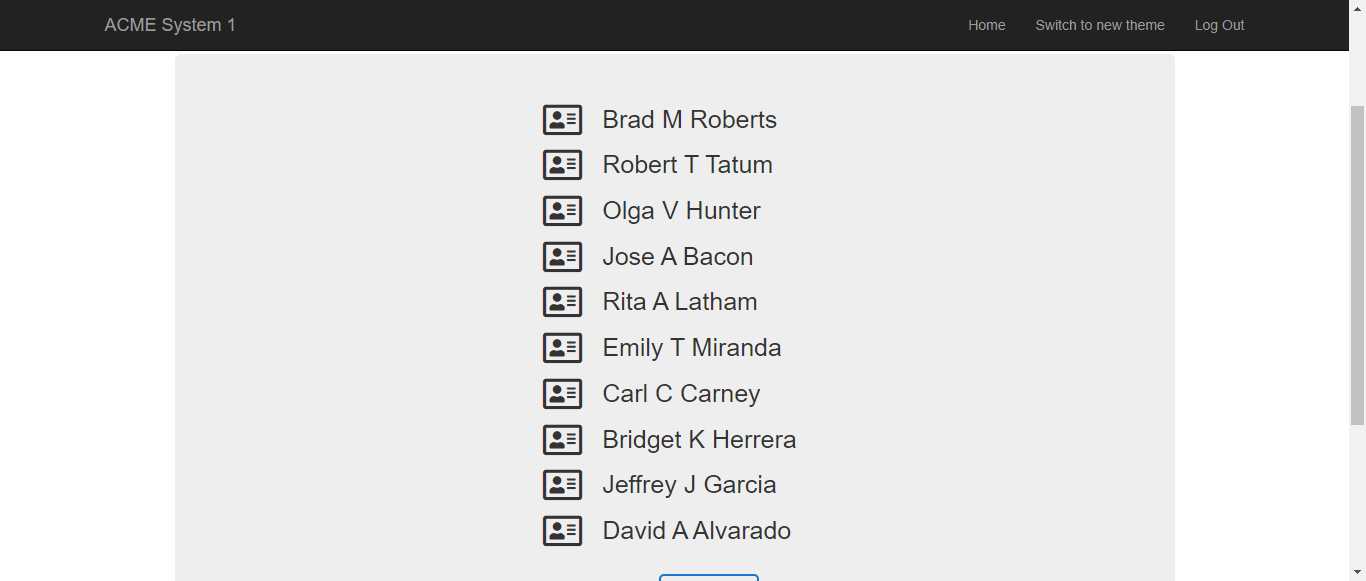 ACME System 1 Home Switch to new theme Log Out
Brad M Roberts
Robert T Tatum
Olga V Hunter
Jose A Bacon
Rita A Latham
Emily T Miranda
Carl C Carney
Bridget K Herrera
Jeffrey J Garcia
David A Alvarado